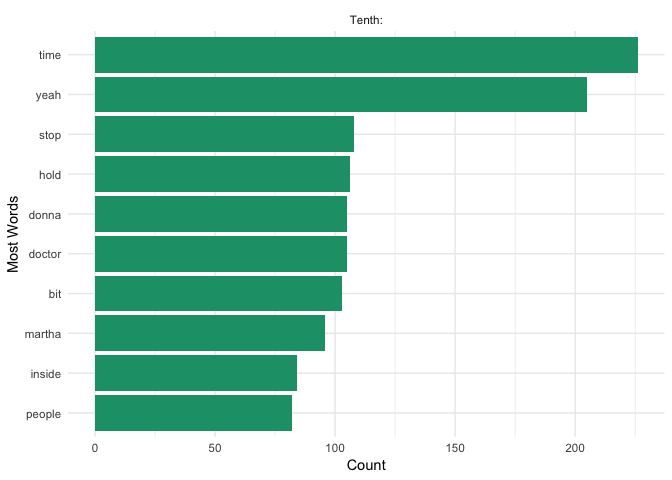 Tenth:
time
yeah
stop
hold
donna
doctor
bit
martha
inside
people
Most Words
0 50 100 150 200
Count